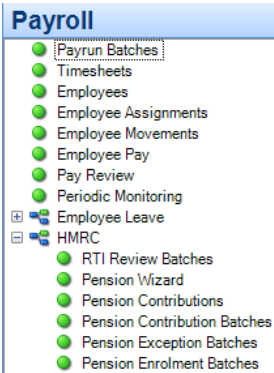 Payroll
Payrun Batches
Timesheets
Employees
Employee Assignments
Employee Movements
Employee Pay
Pay Review
Periodic Monitoring
Employee Leave
HMRC
RTI Review Batches
Pension Wizard
Pension Contributions
Pension Contribution Batches
Pension Exception Batches
Pension Enrolment Batches